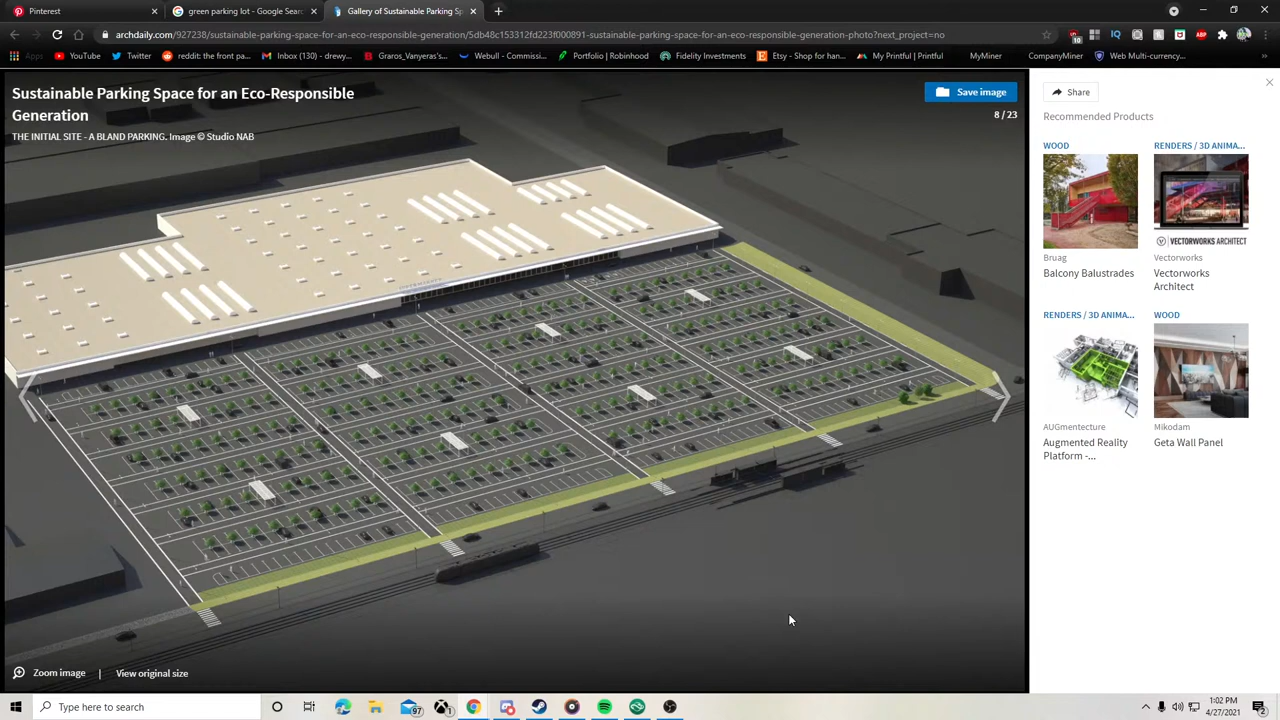 Pinterest
green parking lot - Google Sear
Gallery of Sustainable Parking Sp
archdaily.com/927238/sustainable-parking-space-for-an-eco-responsible-generation/5db48c153312fd223f000891-sustainable-parking-space-for-an-eco-responsible-generation-photo?next_project=no
Apps
YouTube
Twitter
reddit: the front pa...
Inbox (130) - drewy...
Graros_Vanyeras's...
Webull - Commissi...
Portfolio | Robinhood
Fidelity Investments
Etsy - Shop for han...
My Printful | Printful
MyMiner
CompanyMiner
Web Multi-currency...
Sustainable Parking Space for an Eco-Responsible
Generation
THE INITIAL SITE - A BLAND PARKING. Image © Studio NAB
Save image
8 / 23
Share
Recommended Products
WOOD
RENDERS / 3D ANIMA...
VECTORWORKS ARCHITECT
Bruag
Vectorworks
Balcony Balustrades
Vectorworks
Architect
RENDERS / 3D ANIMA...
WOOD
AUGmentecture
Mikodam
Augmented Reality
Platform -...
Geta Wall Panel
Zoom image | View original size
Type here to search
97
1:02 PM
4/27/2021
2